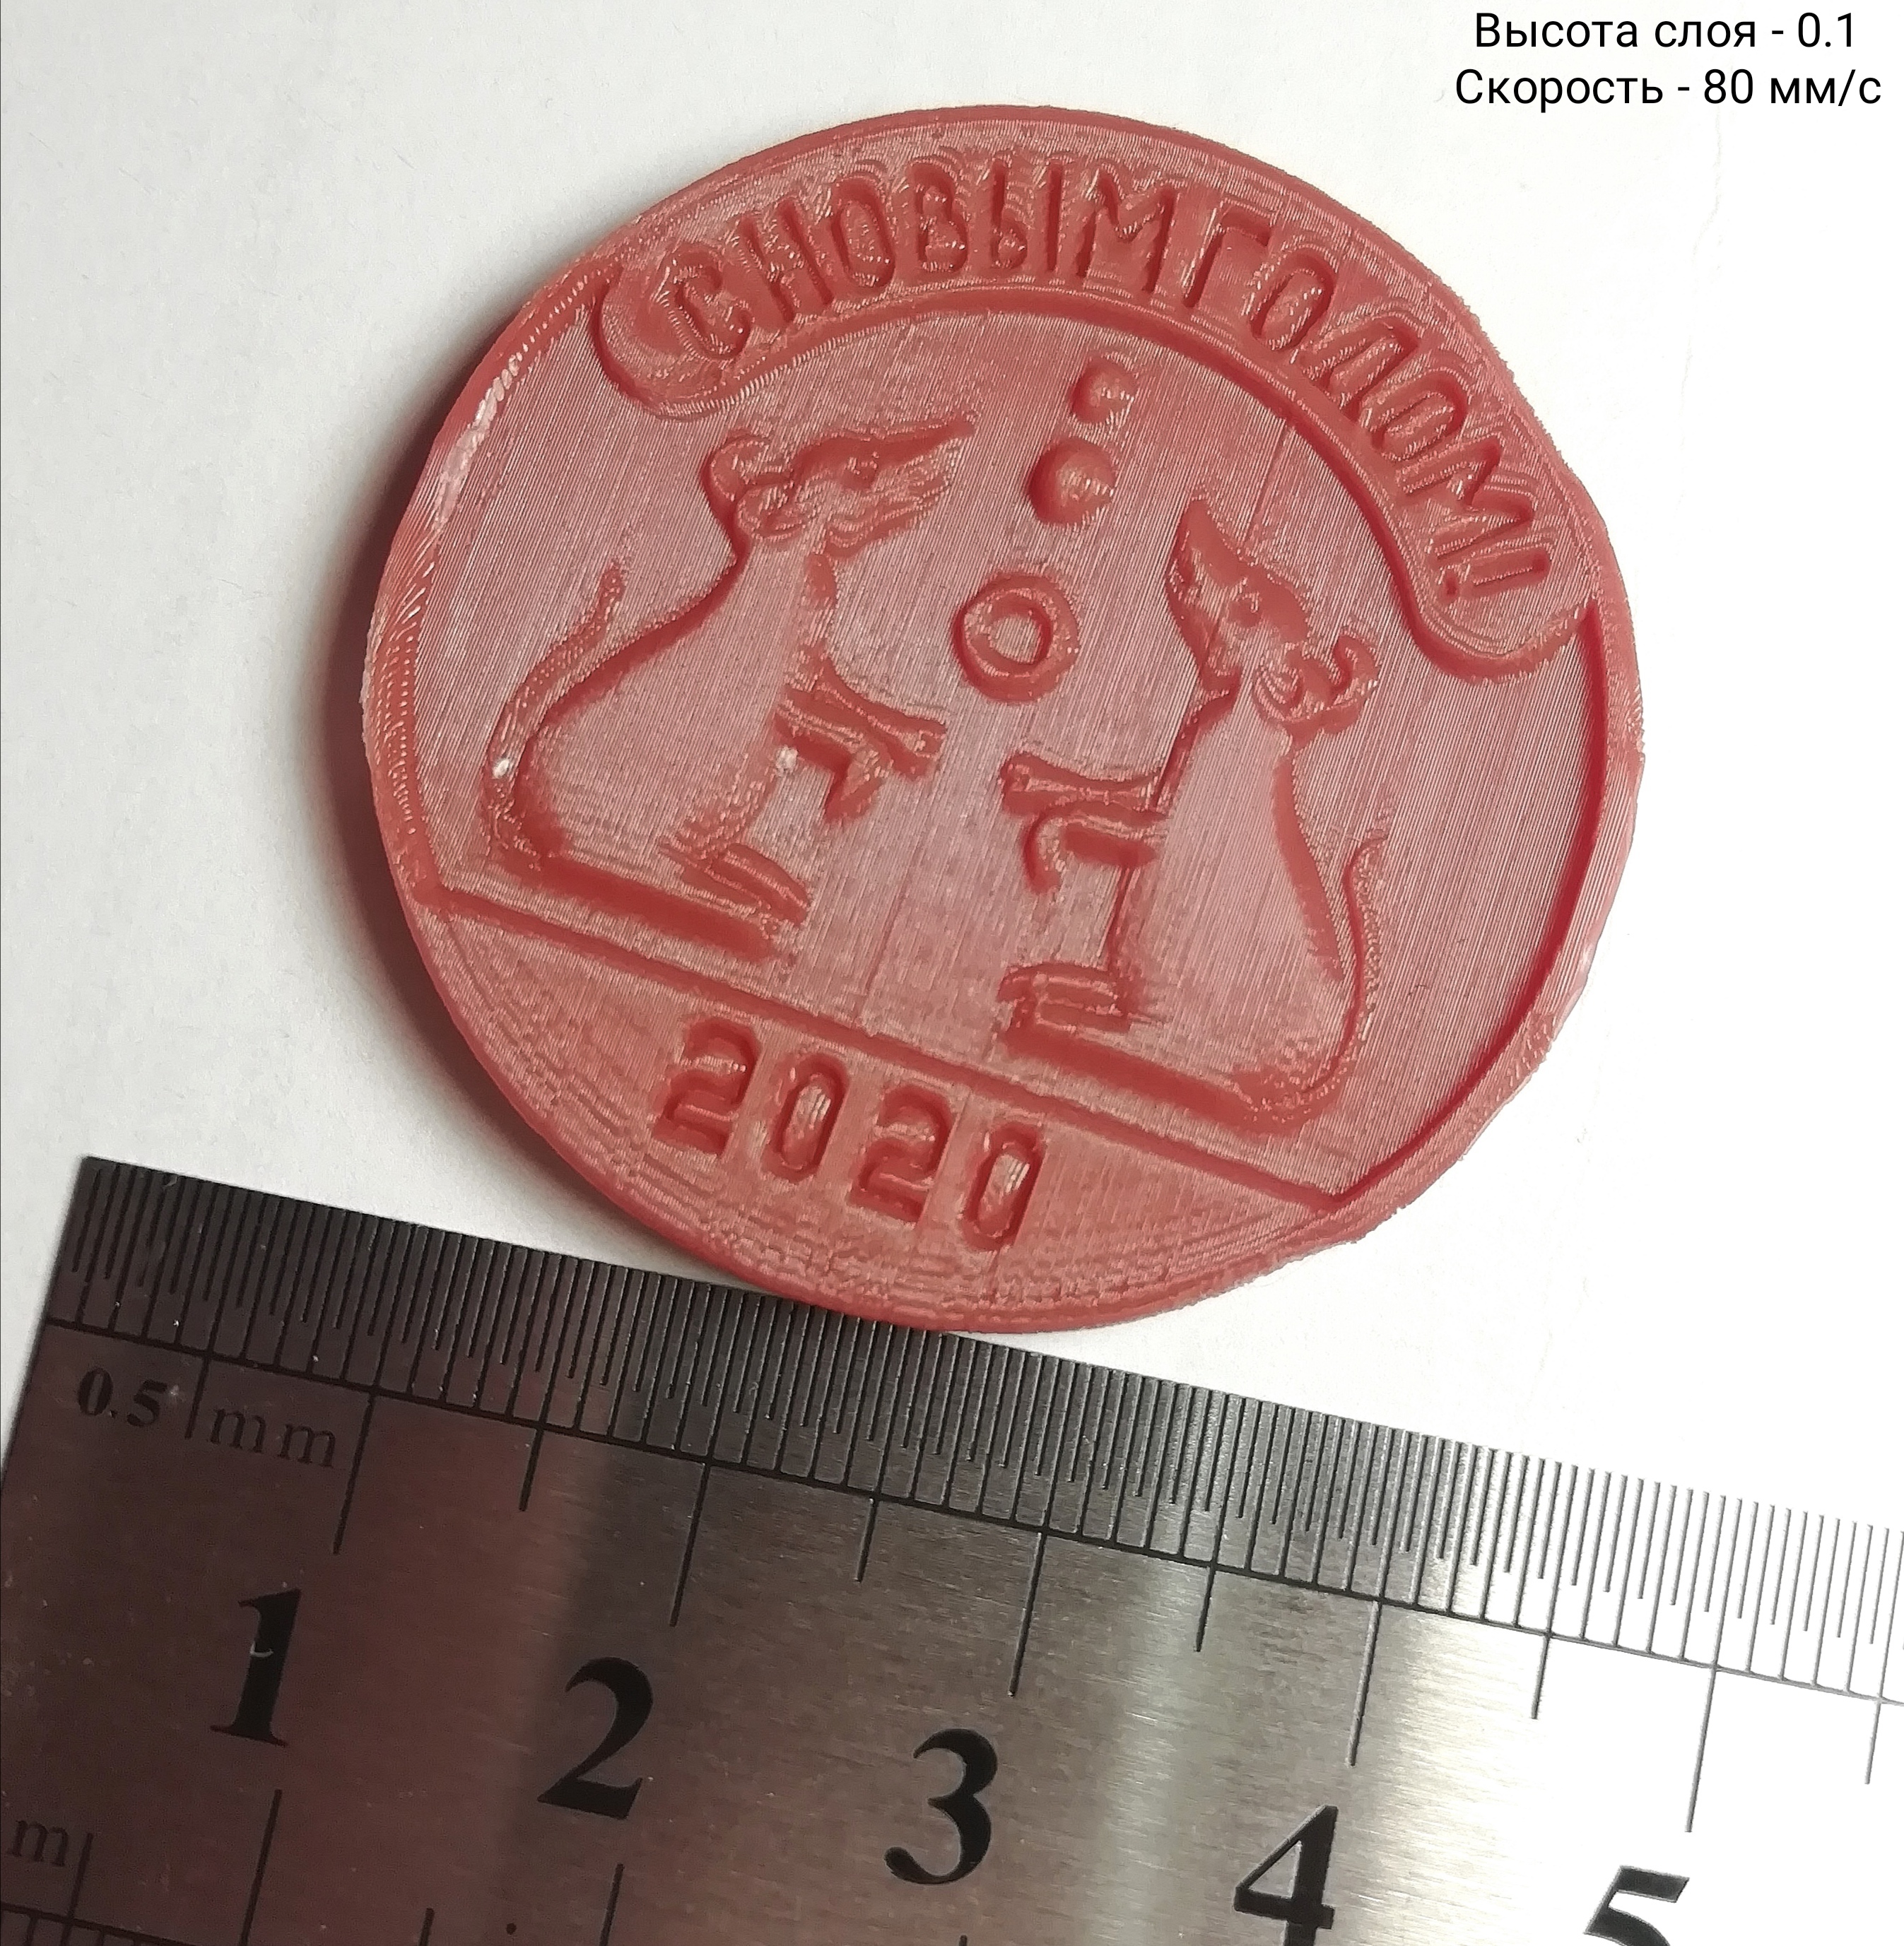 Высота слоя - 0.1
Скорость - 80 мм/с
С НОВЫМ ГОДОМ!
2020
0.5 mm
1 2 3 4 5
m